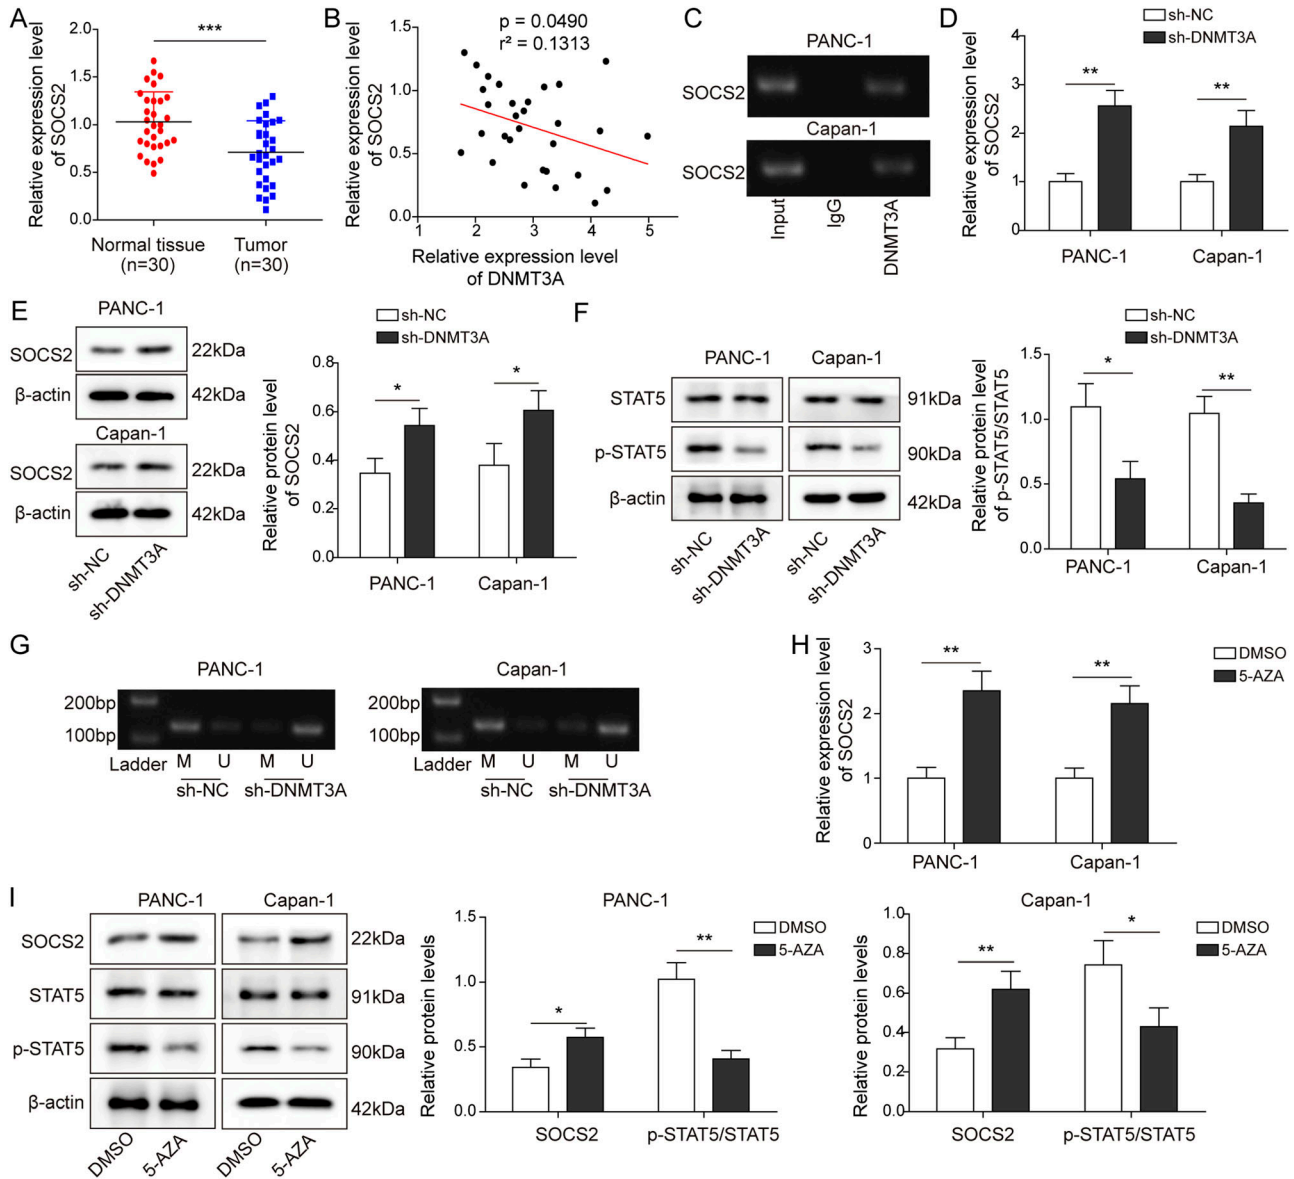 A
Relative expression level
of SOCS2
2.0
1.5
1.0
0.5
0.0
***
Normal tissue
(n=30)
Tumor
(n=30)
B
Relative expression level
of SOCS2
1.5
1.0
0.5
0.0
p = 0.0490
r² = 0.1313
1 2 3 4 5
Relative expression level
of DNMT3A
C
PANC-1
SOCS2
Capan-1
SOCS2
Input
IgG
DNMT3A
D
sh-NC
sh-DNMT3A
Relative expression level
of SOCS2
4
3
2
1
0
**
**
PANC-1 Capan-1
E
PANC-1
SOCS2 22kDa
β-actin 42kDa
Capan-1
SOCS2 22kDa
β-actin 42kDa
sh-NC
sh-DNMT3A
sh-NC
sh-DNMT3A
Relative protein level
of SOCS2
0.8
0.6
0.4
0.2
0.0
*
*
PANC-1 Capan-1
F
PANC-1 Capan-1
STAT5 91kDa
p-STAT5 90kDa
β-actin 42kDa
sh-NC
sh-DNMT3A
sh-NC
sh-DNMT3A
sh-NC
sh-DNMT3A
Relative protein level
of p-STAT5/STAT5
1.5
1.0
0.5
0.0
*
**
PANC-1 Capan-1
G
PANC-1
200bp
100bp
Ladder M U M U
sh-NC sh-DNMT3A
Capan-1
200bp
100bp
Ladder M U M U
sh-NC sh-DNMT3A
H
DMSO
5-AZA
Relative expression level
of SOCS2
3
2
1
0
**
**
PANC-1 Capan-1
I
PANC-1 Capan-1
SOCS2 22kDa
STAT5 91kDa
p-STAT5 90kDa
β-actin 42kDa
DMSO
5-AZA
DMSO
5-AZA
PANC-1
DMSO
5-AZA
Relative protein levels
1.5
1.0
0.5
0.0
*
**
SOCS2 p-STAT5/STAT5
Capan-1
DMSO
5-AZA
Relative protein levels
1.0
0.8
0.6
0.4
0.2
0.0
**
*
SOCS2 p-STAT5/STAT5